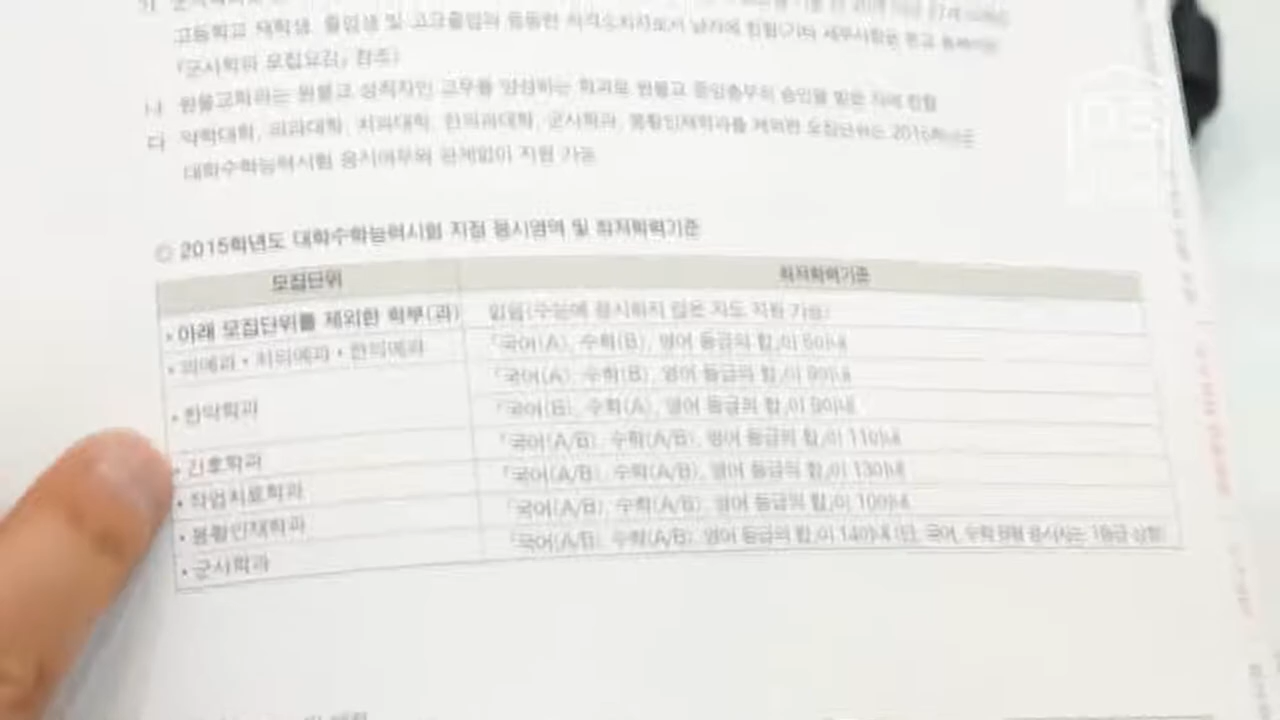 고등학교 재학생, 졸업생 및 고교졸업과 동등한 자격소지자로서 남자에 한함(기타 세부사항은 본교 홈페이지
「군사학과 모집요강」 참조)
나 원불교학과는 원불교 성직자인 교무를 양성하는 학과로 원불교 중앙총부의 승인을 받은 자에 한함
다 약학대학, 의과대학, 치과대학, 한의과대학, 군사학과, 봉황인재학과를 제외한 모집단위는 2015학년도
대학수학능력시험 응시여부와 관계없이 지원 가능
◎ 2015학년도 대학수학능력시험 지정 응시영역 및 최저학력기준
모집단위 최저학력기준
• 아래 모집단위를 제외한 학부(과) 없음(수능에 응시하지 않은 자도 지원 가능)
• 의예과 • 치의예과 • 한의예과 「국어(A), 수학(B), 영어 등급의 합」이 6이내
「국어(A), 수학(B), 영어 등급의 합」이 9이내
• 한약학과 「국어(B), 수학(A), 영어 등급의 합」이 9이내
• 간호학과 「국어(A/B), 수학(A/B), 영어 등급의 합」이 11이내
• 작업치료학과 「국어(A/B), 수학(A/B), 영어 등급의 합」이 13이내
• 봉황인재학과 「국어(A/B), 수학(A/B), 영어 등급의 합」이 10이내
• 군사학과 「국어(A/B), 수학(A/B), 영어 등급의 합」이 14이내 (단, 국어, 수학 B형 응시자는 1등급 상향)